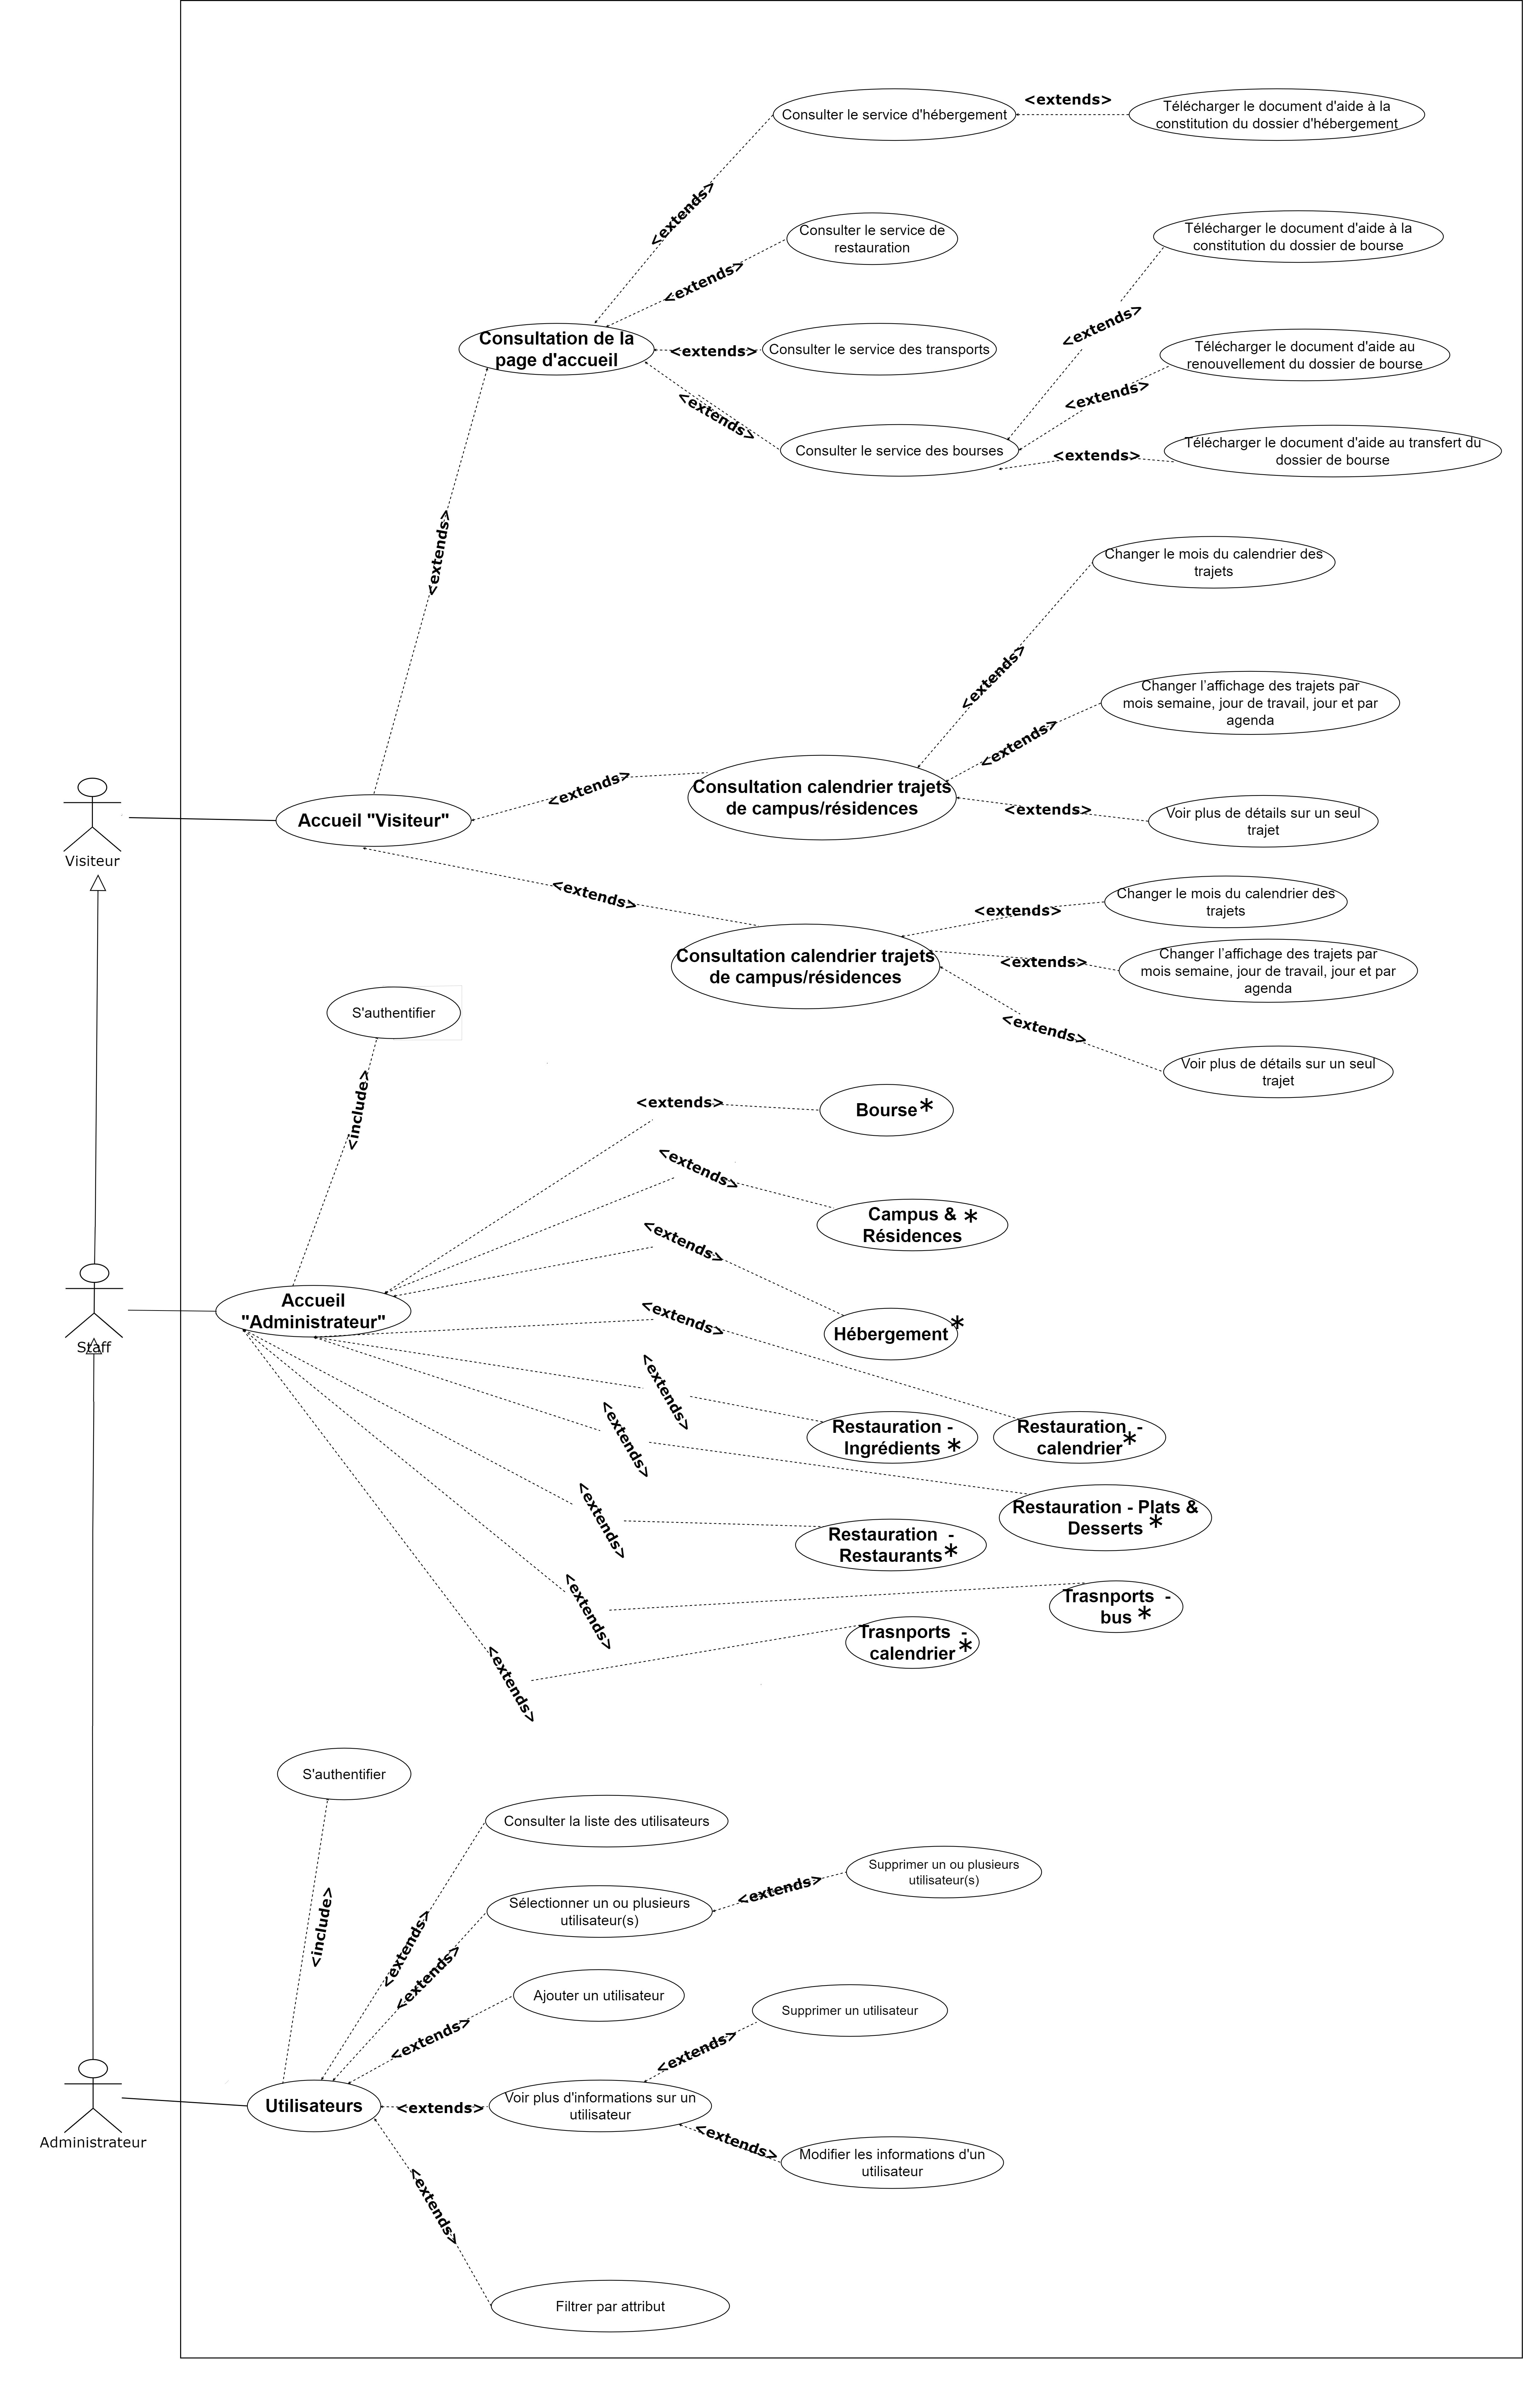 Consulter le service d'hébergement
<extends>
Télécharger le document d'aide à la
constitution du dossier d'hébergement
<extends>
Consulter le service de
restauration
<extends>
Télécharger le document d'aide à la
constitution du dossier de bourse
<extends>
Consultation de la
page d'accueil
<extends>
Consulter le service des transports
Télécharger le document d'aide au
renouvellement du dossier de bourse
<extends>
<extends>
Consulter le service des bourses
<extends>
Télécharger le document d'aide au transfert du
dossier de bourse
<extends>
Changer le mois du calendrier des
trajets
<extends>
Changer l'affichage des trajets par
mois semaine, jour de travail, jour et par
agenda
<extends>
Consultation calendrier trajets
de campus/résidences
<extends>
<extends>
Voir plus de détails sur un seul
trajet
Accueil "Visiteur"
Visiteur
<extends>
Changer le mois du calendrier des
trajets
<extends>
Consultation calendrier trajets
de campus/résidences
<extends>
Changer l'affichage des trajets par
mois semaine, jour de travail, jour et par
agenda
S'authentifier
<extends>
Voir plus de détails sur un seul
trajet
<include>
<extends>
Bourse *
<extends>
Campus & *
Résidences
<extends>
Accueil
"Administrateur"
Staff
<extends>
Hébergement *
<extends>
Restauration -
Ingrédients *
Restauration -
calendrier *
<extends>
Restauration - Plats &
Desserts *
<extends>
Restauration -
Restaurants *
<extends>
Trasnports -
bus *
Trasnports -
calendrier *
<extends>
S'authentifier
Consulter la liste des utilisateurs
<include>
<extends>
Sélectionner un ou plusieurs
utilisateur(s)
<extends>
Supprimer un ou plusieurs
utilisateur(s)
<extends>
Ajouter un utilisateur
<extends>
Supprimer un utilisateur
<extends>
Utilisateurs
<extends>
Voir plus d'informations sur un
utilisateur
Administrateur
<extends>
Modifier les informations d'un
utilisateur
<extends>
Filtrer par attribut